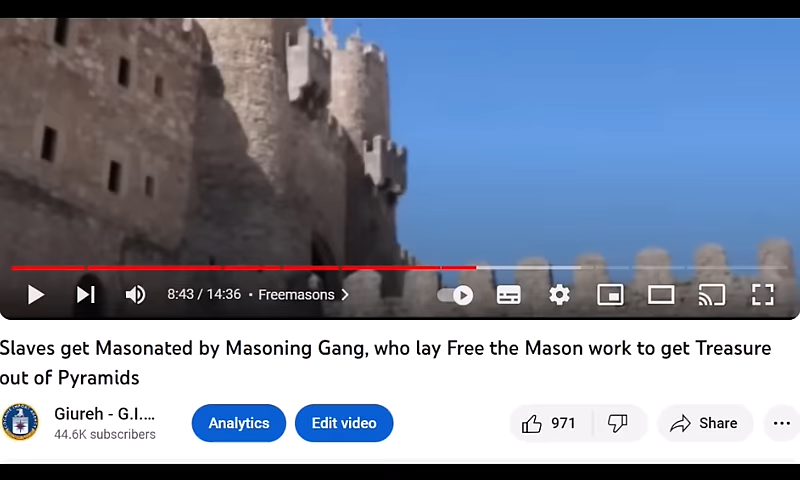 8:43 / 14:36 • Freemasons
Slaves get Masonated by Masoning Gang, who lay Free the Mason work to get Treasure
out of Pyramids
Giureh - G.I....
44.6K subscribers
Analytics
Edit video
971
Share